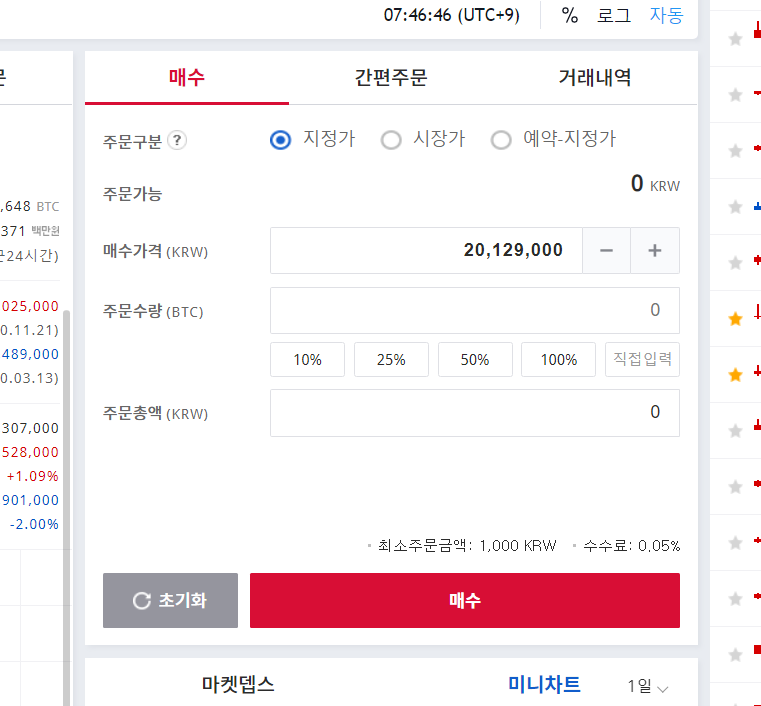 07:46:46 (UTC+9) % 로그 자동
매수 간편주문 거래내역
주문구분 ? 지정가 시장가 예약-지정가
주문가능 0 KRW
매수가격 (KRW) 20,129,000 − +
주문수량 (BTC) 0
10% 25% 50% 100% 직접입력
주문총액 (KRW) 0
최소주문금액: 1,000 KRW 수수료: 0.05%
초기화 매수
마켓뎁스 미니차트 1일
,648 BTC
371 백만원
24시간)
025,000
0.11.21)
489,000
0.03.13)
307,000
528,000
+1.09%
901,000
-2.00%